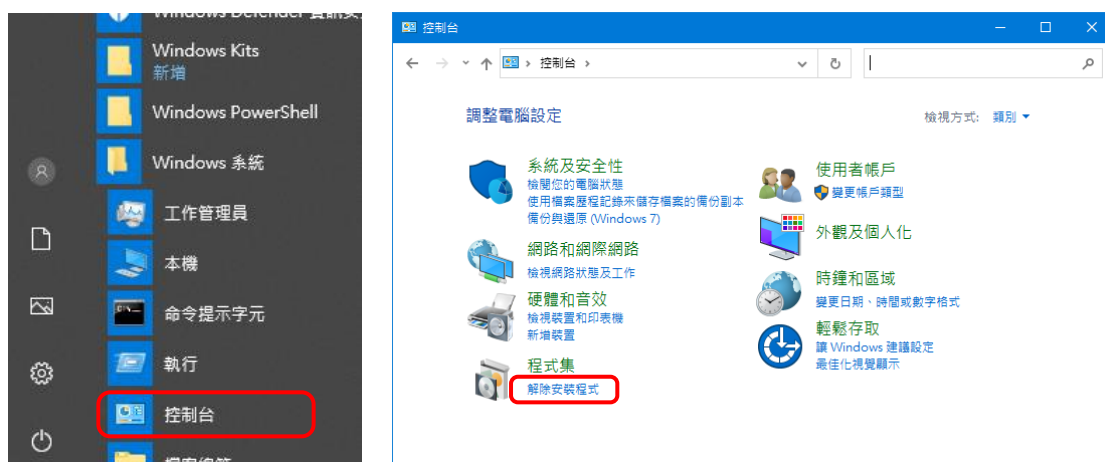 Windows Defender 資訊安
Windows Kits
新增
Windows PowerShell
Windows 系統
工作管理員
本機
命令提示字元
執行
控制台
檔案總管
控制台
控制台
調整電腦設定
檢視方式: 類別
系統及安全性
檢閱您的電腦狀態
使用檔案歷程記錄來儲存檔案的備份副本
備份與還原 (Windows 7)
網路和網際網路
檢視網路狀態及工作
硬體和音效
檢視裝置和印表機
新增裝置
程式集
解除安裝程式
使用者帳戶
變更帳戶類型
外觀及個人化
時鐘和區域
變更日期、時間或數字格式
輕鬆存取
讓 Windows 建議設定
最佳化視覺顯示